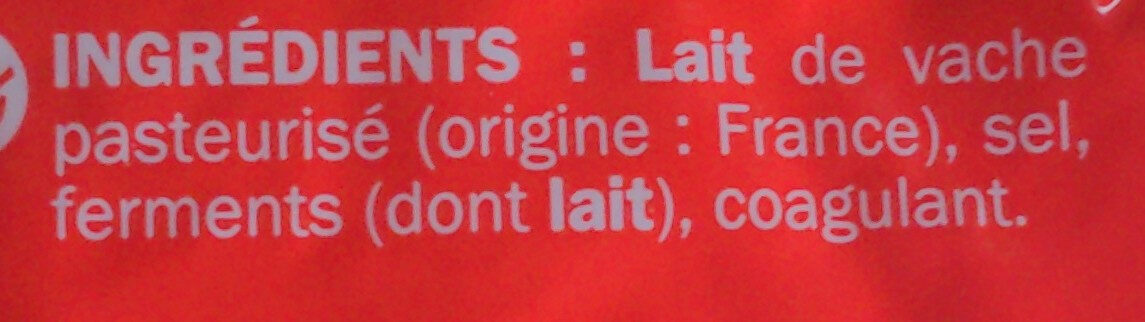 INGRÉDIENTS : Lait de vache
pasteurisé (origine : France), sel,
ferments (dont lait), coagulant.